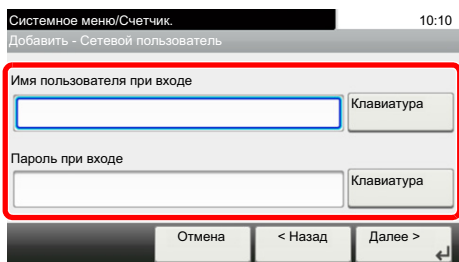 Системное меню/Счетчик.
10:10
Добавить - Сетевой пользователь
Имя пользователя при входе
Клавиатура
Пароль при входе
Клавиатура
Отмена
< Назад
Далее >